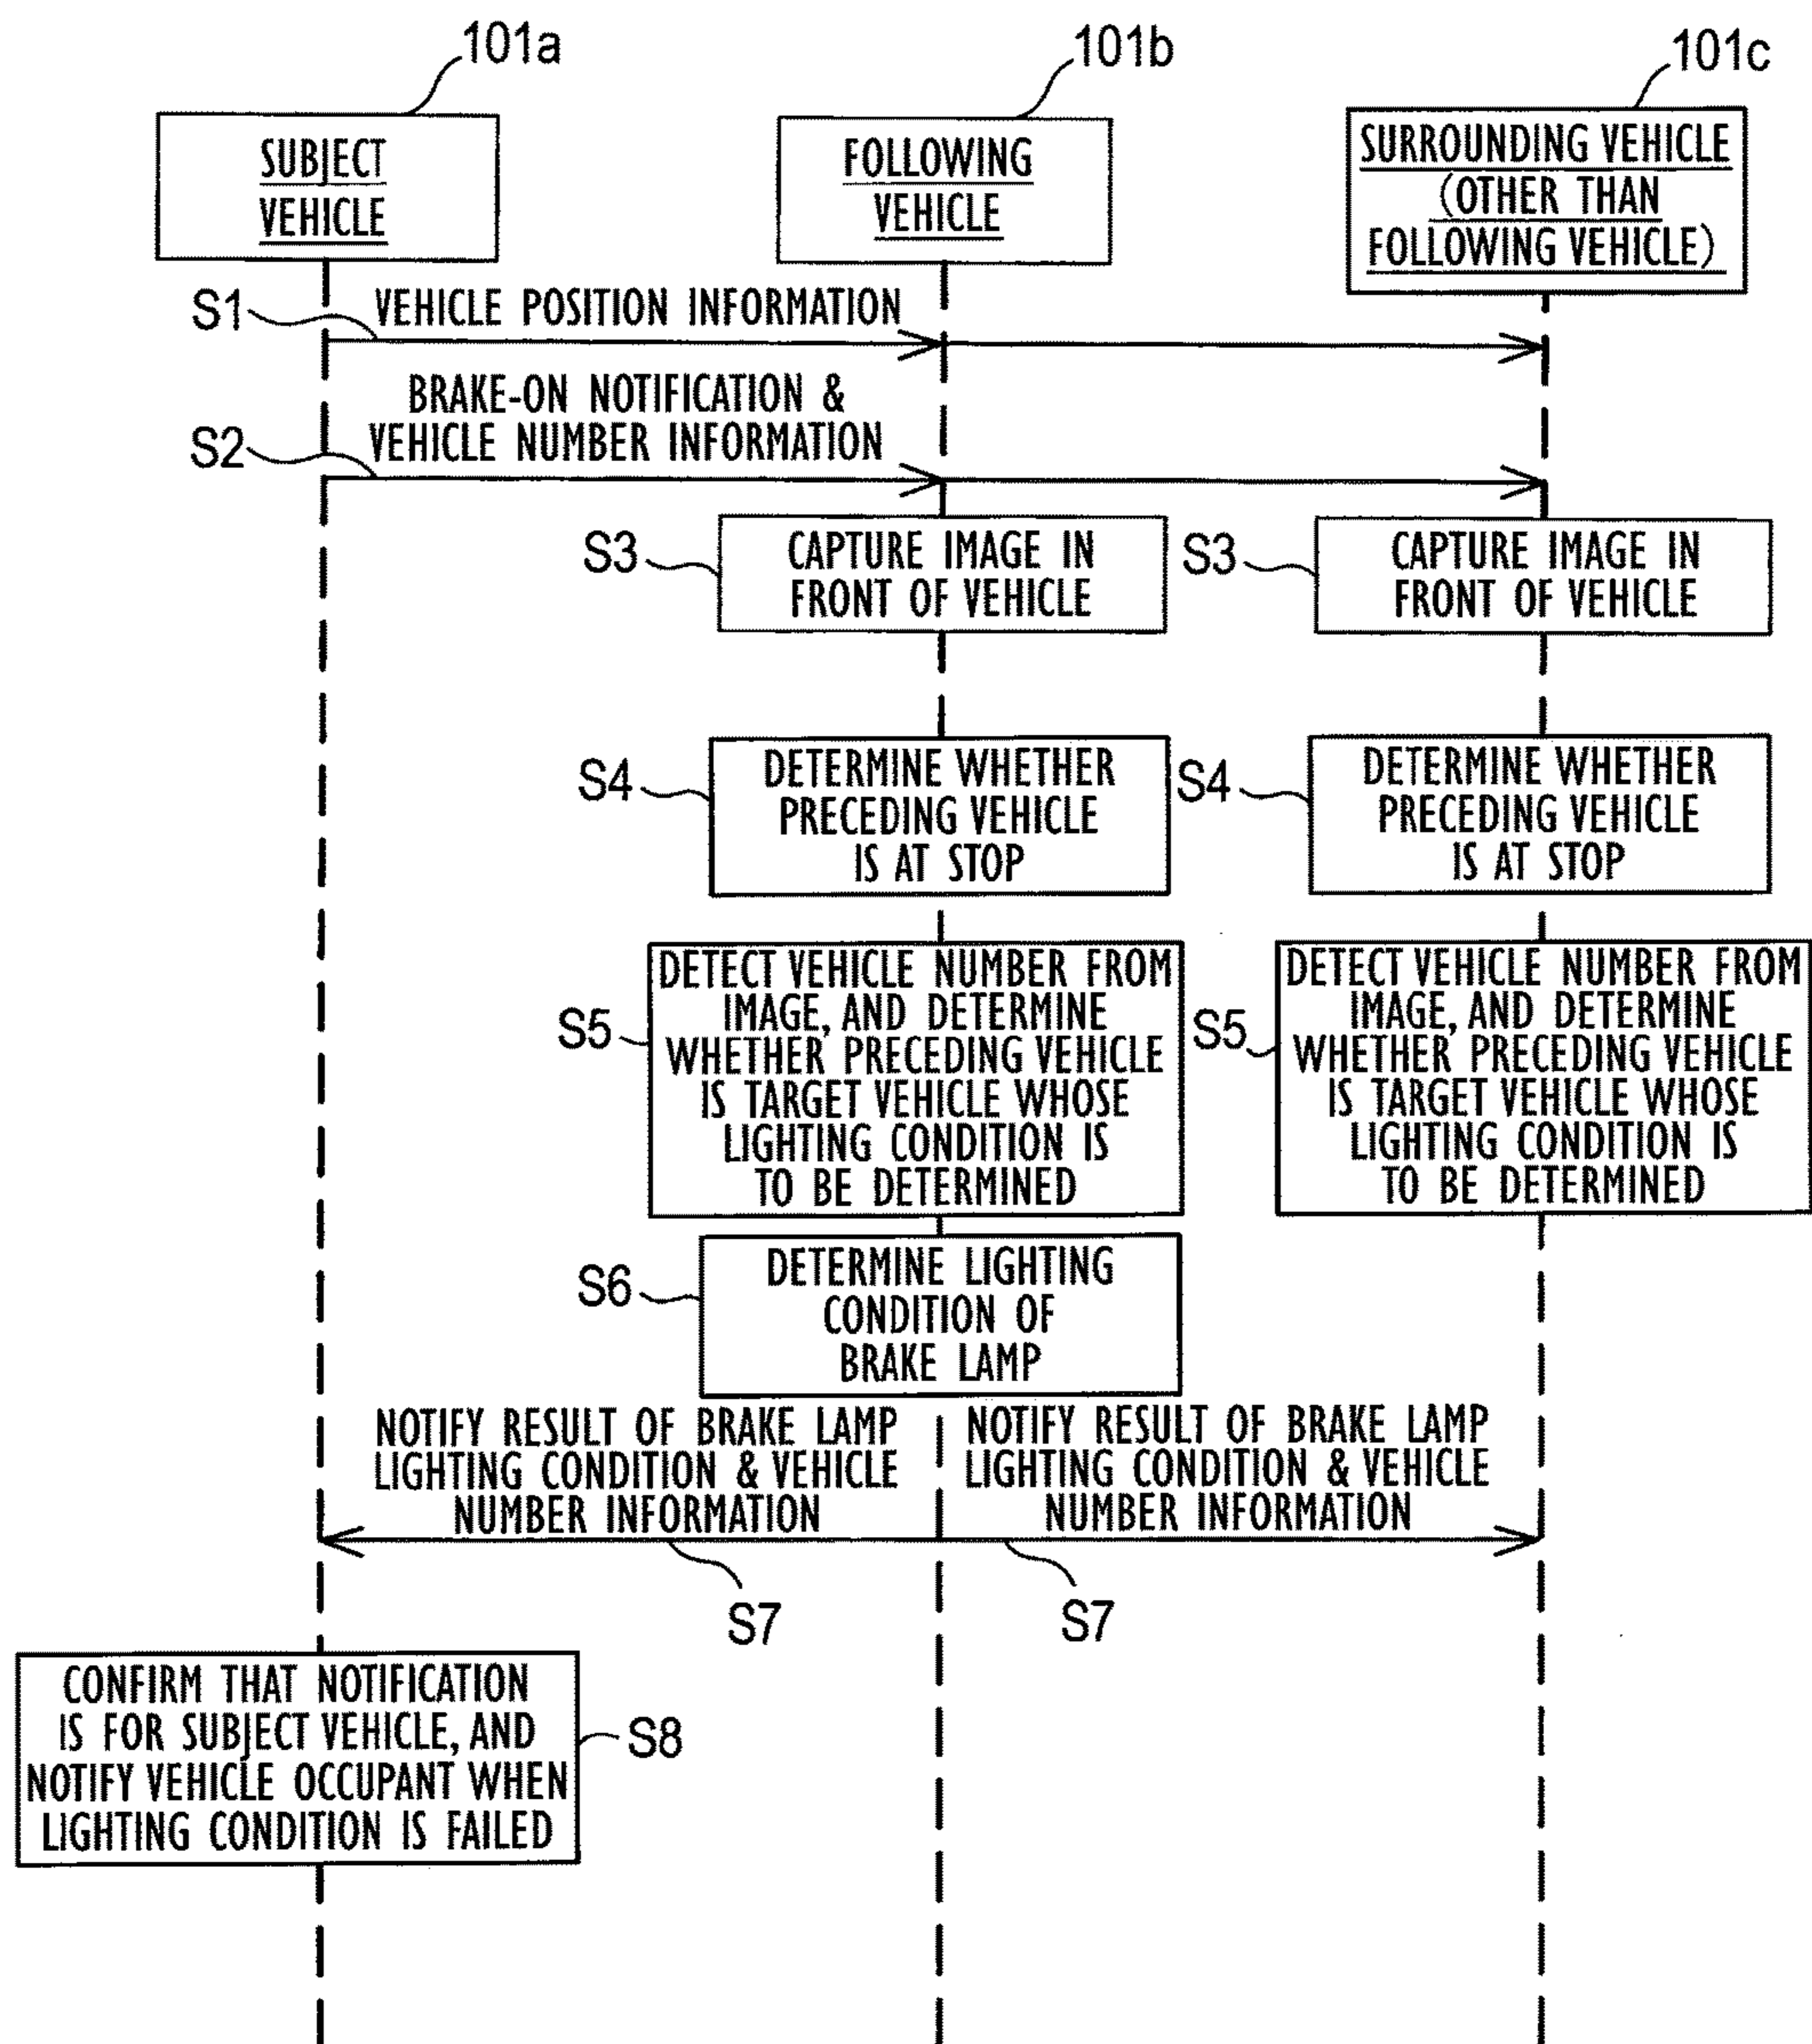 101a
101b
101c
SUBJECT
VEHICLE
FOLLOWING
VEHICLE
SURROUNDING VEHICLE
(OTHER THAN
FOLLOWING VEHICLE)
S1
VEHICLE POSITION INFORMATION
BRAKE-ON NOTIFICATION &
VEHICLE NUMBER INFORMATION
S2
S3
CAPTURE IMAGE IN
FRONT OF VEHICLE
S3
CAPTURE IMAGE IN
FRONT OF VEHICLE
S4
DETERMINE WHETHER
PRECEDING VEHICLE
IS AT STOP
S4
DETERMINE WHETHER
PRECEDING VEHICLE
IS AT STOP
S5
DETECT VEHICLE NUMBER FROM
IMAGE, AND DETERMINE
WHETHER PRECEDING VEHICLE
IS TARGET VEHICLE WHOSE
LIGHTING CONDITION IS
TO BE DETERMINED
S5
DETECT VEHICLE NUMBER FROM
IMAGE, AND DETERMINE
WHETHER PRECEDING VEHICLE
IS TARGET VEHICLE WHOSE
LIGHTING CONDITION IS
TO BE DETERMINED
S6
DETERMINE LIGHTING
CONDITION OF
BRAKE LAMP
NOTIFY RESULT OF BRAKE LAMP
LIGHTING CONDITION & VEHICLE
NUMBER INFORMATION
S7
NOTIFY RESULT OF BRAKE LAMP
LIGHTING CONDITION & VEHICLE
NUMBER INFORMATION
S7
CONFIRM THAT NOTIFICATION
IS FOR SUBJECT VEHICLE, AND
NOTIFY VEHICLE OCCUPANT WHEN
LIGHTING CONDITION IS FAILED
S8